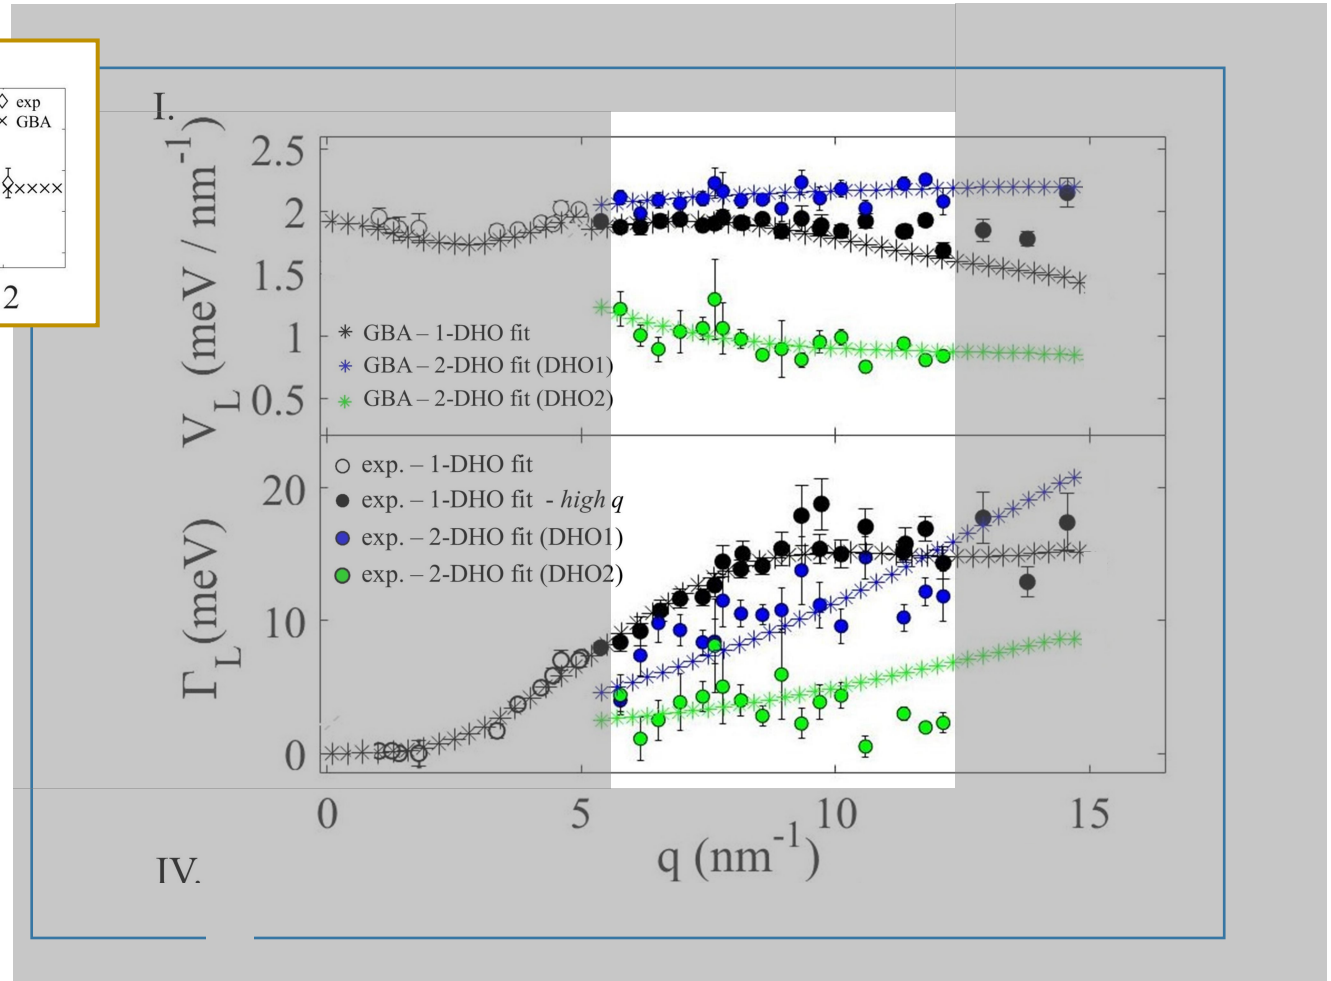 ◇ exp
× GBA
2
I.
V_L (meV / nm⁻¹)
2.5
2
1.5
1
0.5
GBA – 1-DHO fit
GBA – 2-DHO fit (DHO1)
GBA – 2-DHO fit (DHO2)
Γ_L (meV)
20
10
0
exp. – 1-DHO fit
exp. – 1-DHO fit - high q
exp. – 2-DHO fit (DHO1)
exp. – 2-DHO fit (DHO2)
0 5 10 15
q (nm⁻¹)
IV.